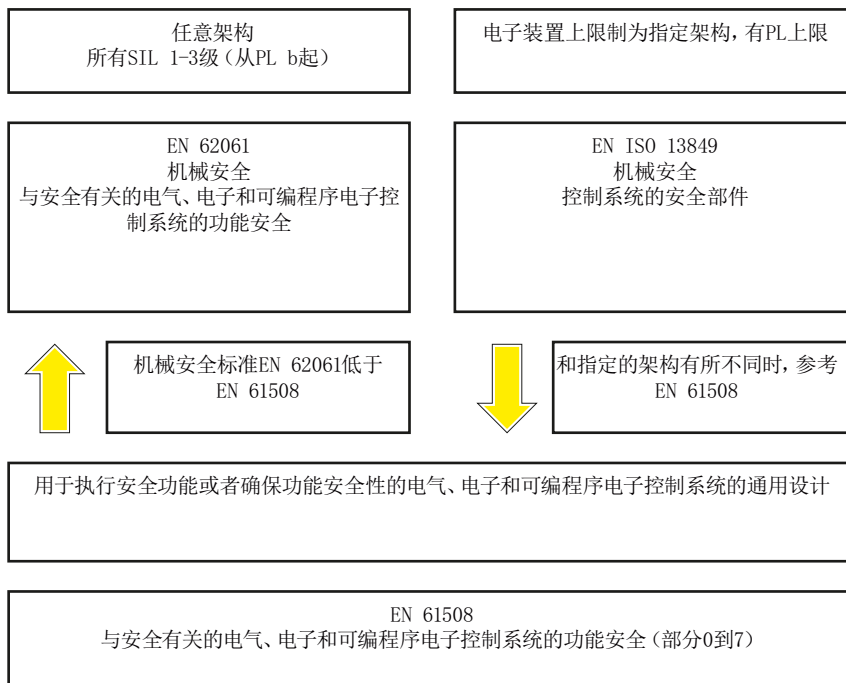 任意架构
所有SIL 1-3级（从PL b起）
电子装置上限制为指定架构，有PL上限
EN 62061
机械安全
与安全有关的电气、电子和可编程序电子控
制系统的功能安全
EN ISO 13849
机械安全
控制系统的安全部件
机械安全标准EN 62061低于
EN 61508
和指定的架构有所不同时，参考
EN 61508
用于执行安全功能或者确保功能安全性的电气、电子和可编程序电子控制系统的通用设计
EN 61508
与安全有关的电气、电子和可编程序电子控制系统的功能安全（部分0到7）